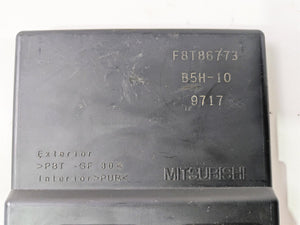 F8T86773
B5H-10
9717
Exterior
>PBT -GF 30<
Interior>PUR<
MITSUBISHI